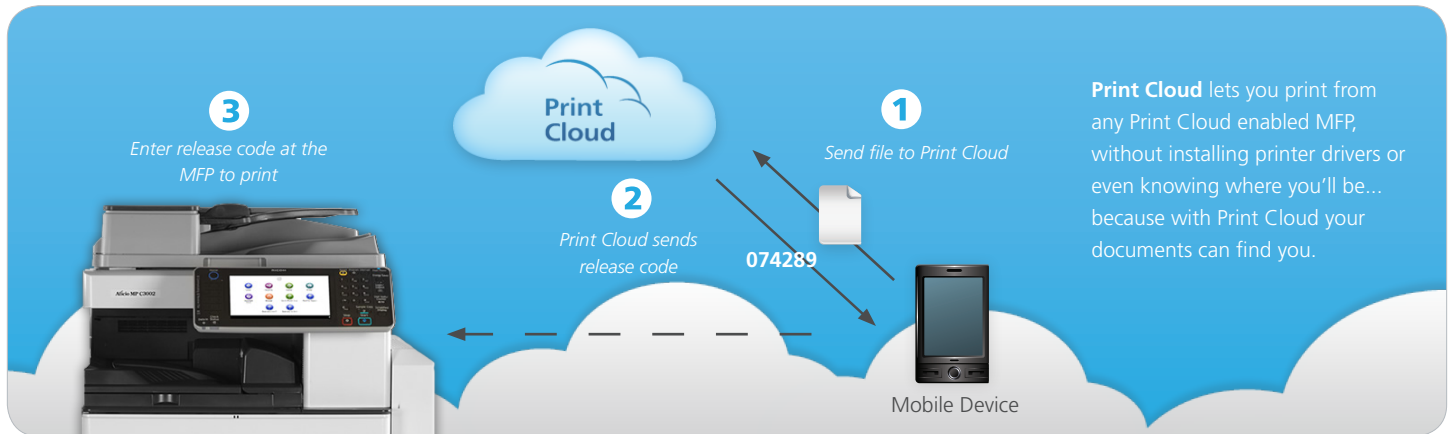 3
Enter release code at the
MFP to print
Aficio MP C3002
Print
Cloud
1
Send file to Print Cloud
2
Print Cloud sends
release code
074289
Mobile Device
Print Cloud lets you print from
any Print Cloud enabled MFP,
without installing printer drivers or
even knowing where you'll be...
because with Print Cloud your
documents can find you.